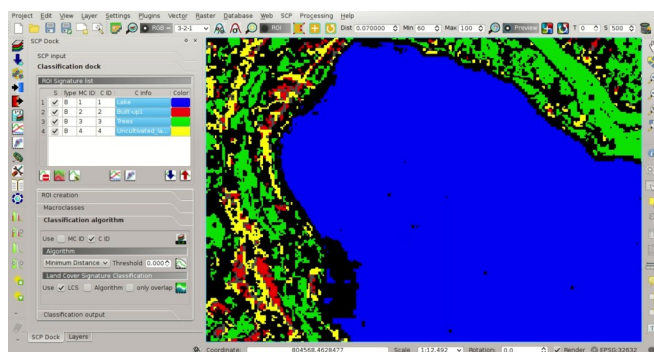 Project Edit View Layer Settings Plugins Vector Raster Database Web SCP Processing Help
RGB = 3-2-1 ROI Dist 0.070000 Min 60 Max 100 Preview T 0 S 500
SCP Dock
SCP input
Classification dock
ROI Signature list
S Type MC ID C ID C Info Color
1 B 1 1 Lake
2 B 2 2 Built up1
3 B 3 3 Trees
4 B 4 4 Uncultivated_la...
ROI creation
Macroclasses
Classification algorithm
Use MC ID C ID
Algorithm
Minimum Distance Threshold 0.000
Land Cover Signature Classification
Use LCS Algorithm only overlap
Classification output
SCP Dock Layers
Coordinate: 804568,4628477 Scale 1:12,492 Rotation: 0.0 Render EPSG:32632